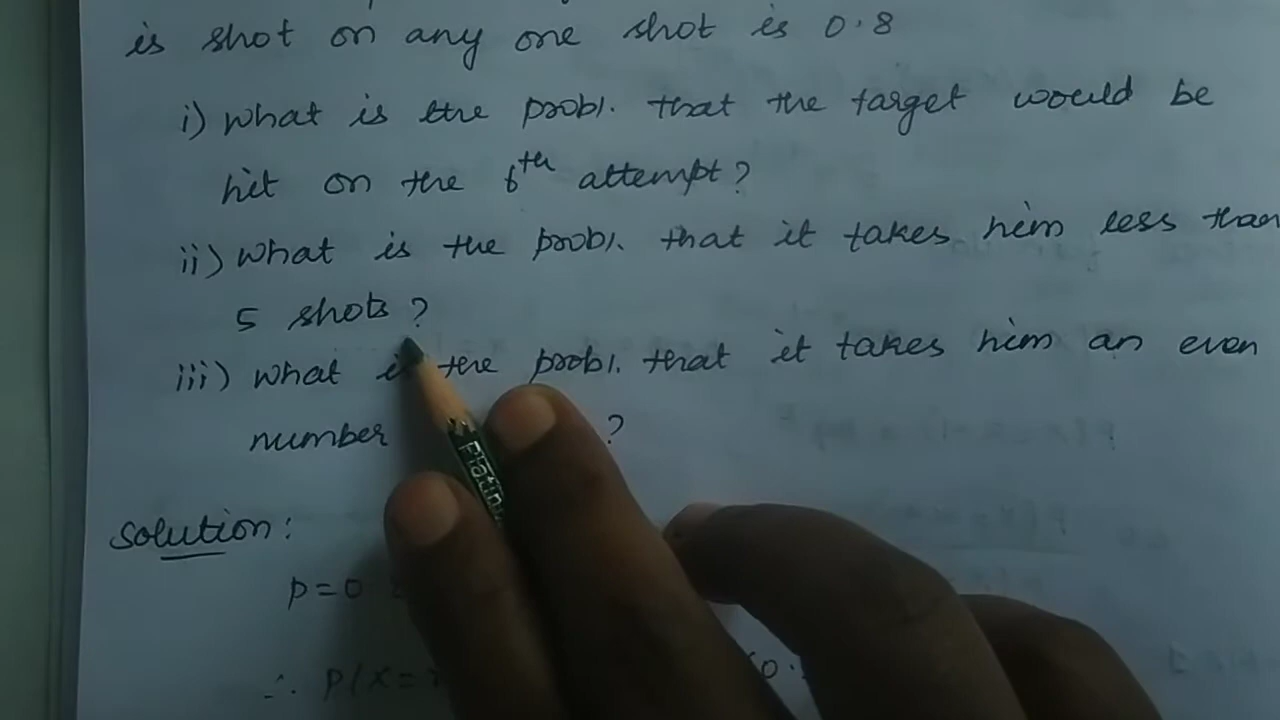 is shot on any one shot is 0.8
i) what is the probl. that the target would be
hit on the 6th attempt?
ii) what is the probl. that it takes him less than
5 shots?
iii) what is the probl. that it takes him an even
number ?
Solution:
p=0
∴ P(X=
Platin